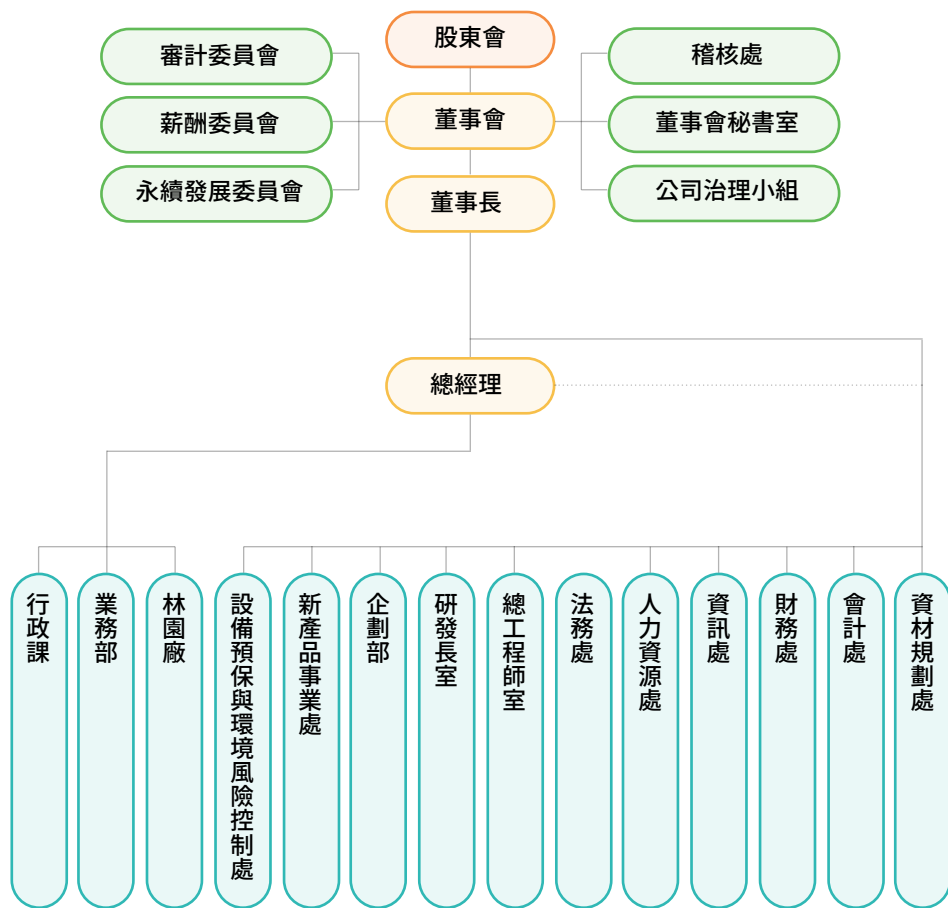 股東會
審計委員會
稽核處
薪酬委員會
董事會
董事會秘書室
永續發展委員會
董事長
公司治理小組
總經理
行政課
業務部
林園廠
設備預保與環境風險控制處
新產品事業處
企劃部
研發長室
總工程師室
法務處
人力資源處
資訊處
財務處
會計處
資材規劃處